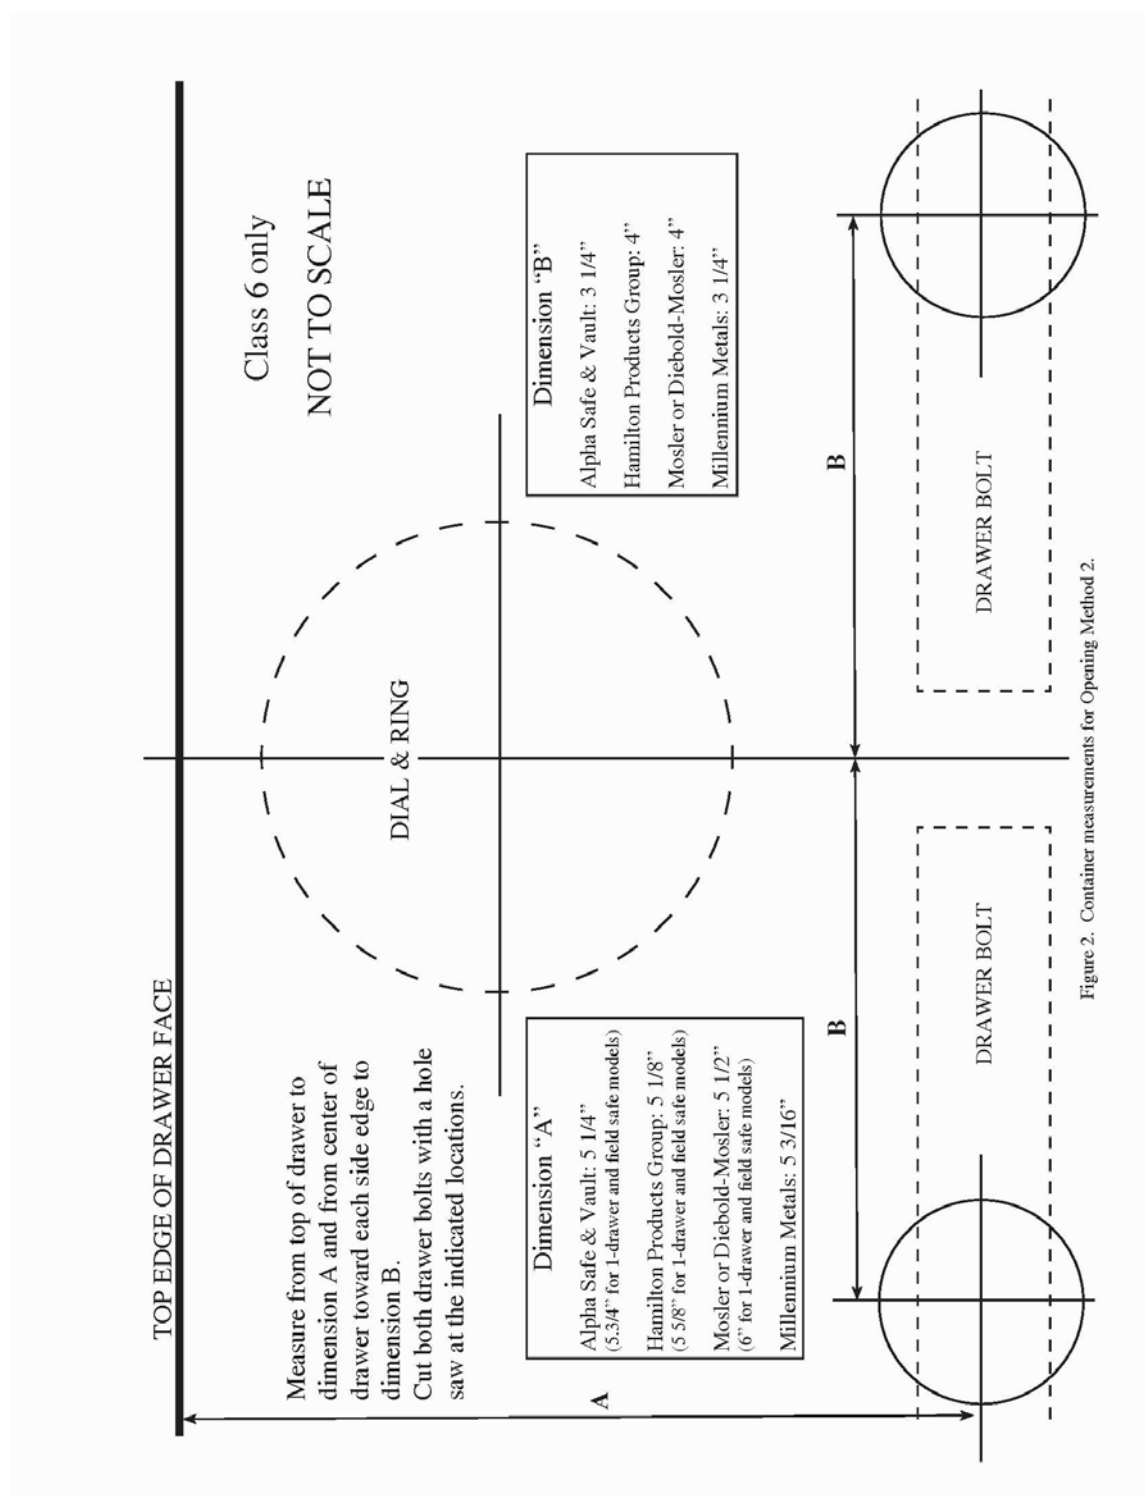 TOP EDGE OF DRAWER FACE
Class 6 only
NOT TO SCALE
Measure from top of drawer to
dimension A and from center of
drawer toward each side edge to
dimension B.
Cut both drawer bolts with a hole
saw at the indicated locations.
DIAL & RING
Dimension “A”
Alpha Safe & Vault: 5 1/4”
(5.3/4” for 1-drawer and field safe models)
Hamilton Products Group: 5 1/8”
(5 5/8” for 1-drawer and field safe models)
Mosler or Diebold-Mosler: 5 1/2”
(6” for 1-drawer and field safe models)
Millennium Metals: 5 3/16”
Dimension “B”
Alpha Safe & Vault: 3 1/4”
Hamilton Products Group: 4”
Mosler or Diebold-Mosler: 4”
Millennium Metals: 3 1/4”
A
B
B
DRAWER BOLT
DRAWER BOLT
Figure 2. Container measurements for Opening Method 2.